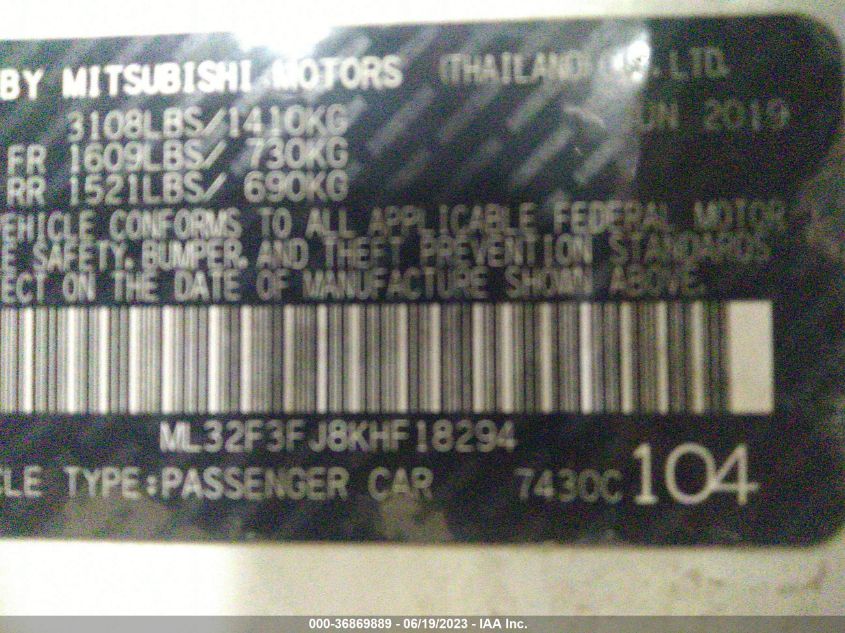 BY MITSUBISHI MOTORS (THAILAND) CO. LTD.
3108LBS/1410KG JUN 2019
FR 1609LBS/ 730KG
RR 1521LBS/ 690KG
EHICLE CONFORMS TO ALL APPLICABLE FEDERAL MOTOR
E SAFETY, BUMPER, AND THEFT PREVENTION STANDARDS
ECT ON THE DATE OF MANUFACTURE SHOWN ABOVE.
ML32F3FJ8KHF18294
CLE TYPE:PASSENGER CAR 7430C 104
000-36869889 - 06/19/2023 - IAA Inc.